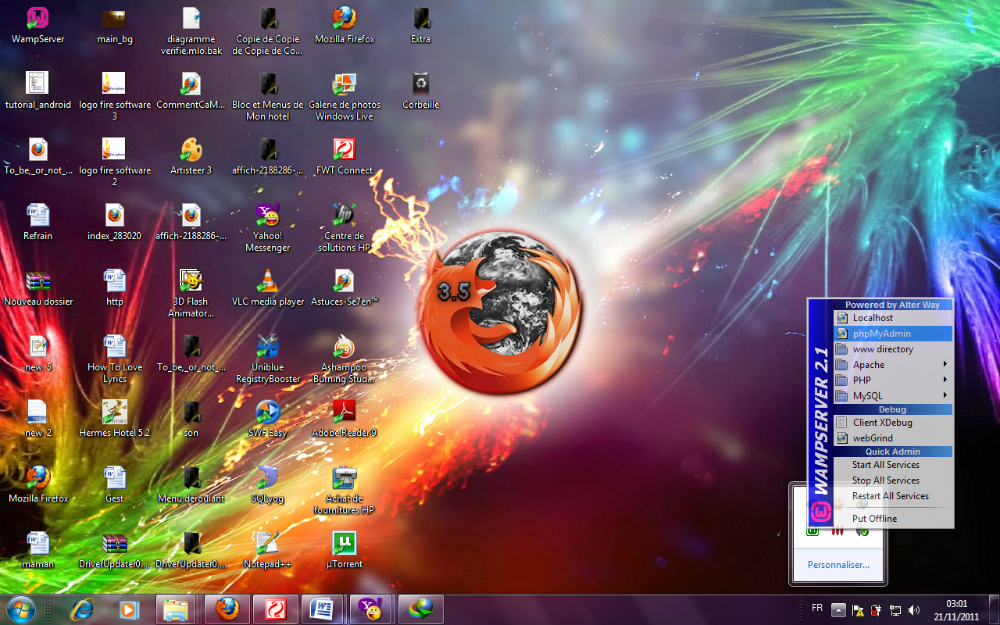 WampServer
main_bg
diagramme
verifie.mlo.bak
Copie de Copie
de Copie de Co...
Mozilla Firefox
Extra
tutorial_android
logo fire software
3
CommentCaM...
Bloc et Menus de
Mon hotel
Galerie de photos
Windows Live
Corbeille
To_be,_or_not_...
logo fire software
2
Artisteer 3
affich-2188286-...
FWT Connect
Refrain
index_283020
affich-2188286-...
Yahoo!
Messenger
Centre de
solutions HP
Nouveau dossier
http
3D Flash
Animator...
VLC media player
Astuces-Se7en™
3.5
new_5
How To Love
Lyrics
To_be,_or_not_...
Uniblue
RegistryBooster
Ashampoo
Burning Stud...
new_2
Hermes Hotel 5.2
son
SWF Easy
Adobe Reader 9
Mozilla Firefox
Gest
Menu deroulant
SQLyog
Achat de
fournitures HP
maman
DriverUpdater0....
DriverUpdater0....
Notepad++
µTorrent
WAMPSERVER 2.1
Powered by Alter Way
Localhost
phpMyAdmin
www directory
Apache
PHP
MySQL
Debug
Client XDebug
webGrind
Quick Admin
Start All Services
Stop All Services
Restart All Services
Put Offline
Personnaliser...
FR
03:01
21/11/2011